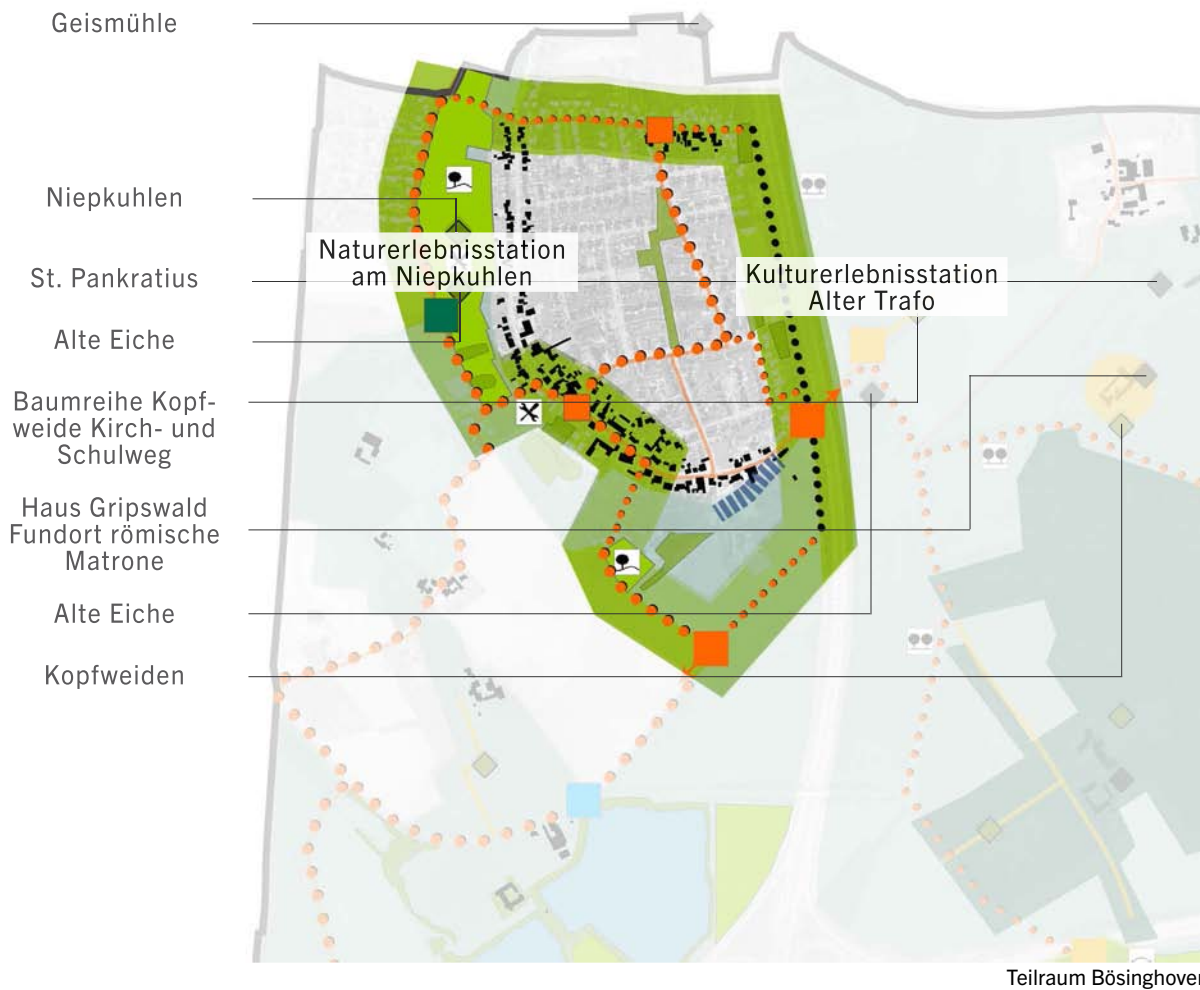 Geismühle
Niepkuhlen
Naturerlebnisstation
am Niepkuhlen
St. Pankratius
Kulturerlebnisstation
Alter Trafo
Alte Eiche
Baumreihe Kopf-
weide Kirch- und
Schulweg
Haus Gripswald
Fundort römische
Matrone
Alte Eiche
Kopfweiden
Teilraum Bösinghoven